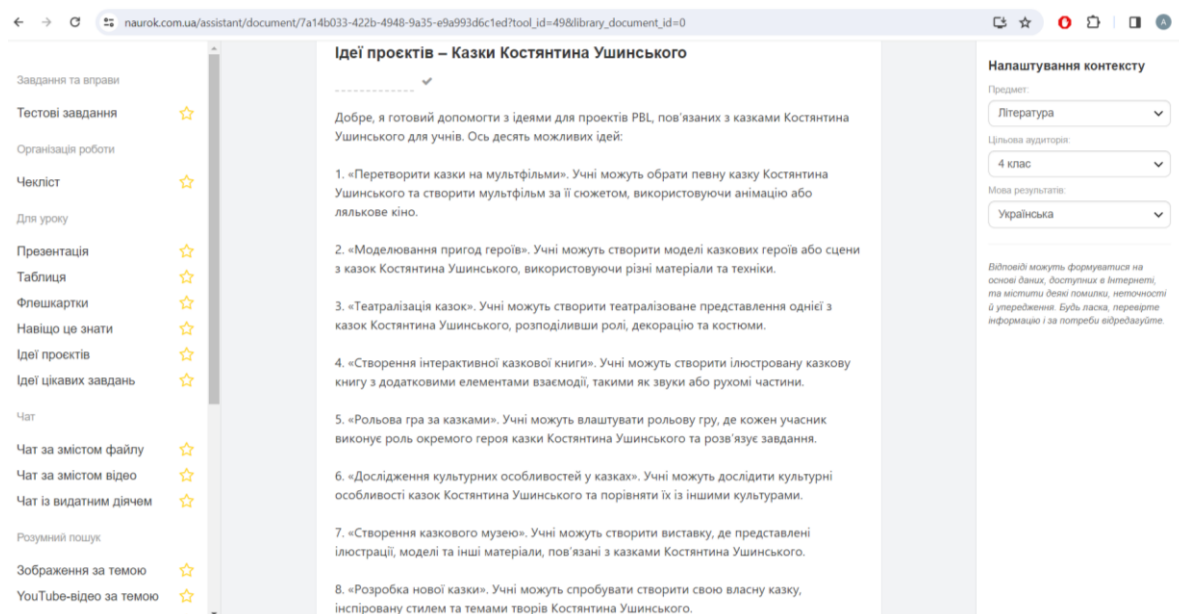 naurok.com.ua/assistant/document/7a14b033-422b-4948-9a35-e9a993d6c1ed?tool_id=49&library_document_id=0
A
Завдання та вправи
Тестові завдання
Організація роботи
Чекліст
Для уроку
Презентація
Таблиця
Флешкартки
Навіщо це знати
Ідеї проєктів
Ідеї цікавих завдань
Чат
Чат за змістом файлу
Чат за змістом відео
Чат із видатним діячем
Розумний пошук
Зображення за темою
YouTube-відео за темою
Ідеї проєктів – Казки Костянтина Ушинського
Добре, я готовий допомогти з ідеями для проектів PBL, пов’язаних з казками Костянтина
Ушинського для учнів. Ось десять можливих ідей:
1. «Перетворити казки на мультфільми». Учні можуть обрати певну казку Костянтина
Ушинського та створити мультфільм за її сюжетом, використовуючи анімацію або
лялькове кіно.
2. «Моделювання пригод героїв». Учні можуть створити моделі казкових героїв або сцени
з казок Костянтина Ушинського, використовуючи різні матеріали та техніки.
3. «Театралізація казок». Учні можуть створити театралізоване представлення однієї з
казок Костянтина Ушинського, розподіливши ролі, декорацію та костюми.
4. «Створення інтерактивної казкової книги». Учні можуть створити ілюстровану казкову
книгу з додатковими елементами взаємодії, такими як звуки або рухомі частини.
5. «Рольова гра за казками». Учні можуть влаштувати рольову гру, де кожен учасник
виконує роль окремого героя казки Костянтина Ушинського та розв’язує завдання.
6. «Дослідження культурних особливостей у казках». Учні можуть дослідити культурні
особливості казок Костянтина Ушинського та порівняти їх із іншими культурами.
7. «Створення казкового музею». Учні можуть створити виставку, де представлені
ілюстрації, моделі та інші матеріали, пов’язані з казками Костянтина Ушинського.
8. «Розробка нової казки». Учні можуть спробувати створити свою власну казку,
інспіровану стилем та темами творів Костянтина Ушинського.
Налаштування контексту
Предмет:
Література
Цільова аудиторія:
4 клас
Мова результатів:
Українська
Відповіді можуть формуватися на
основі даних, доступних в Інтернеті,
та містити деякі помилки, неточності
й упередження. Будь ласка, перевірте
інформацію і за потреби відредагуйте.